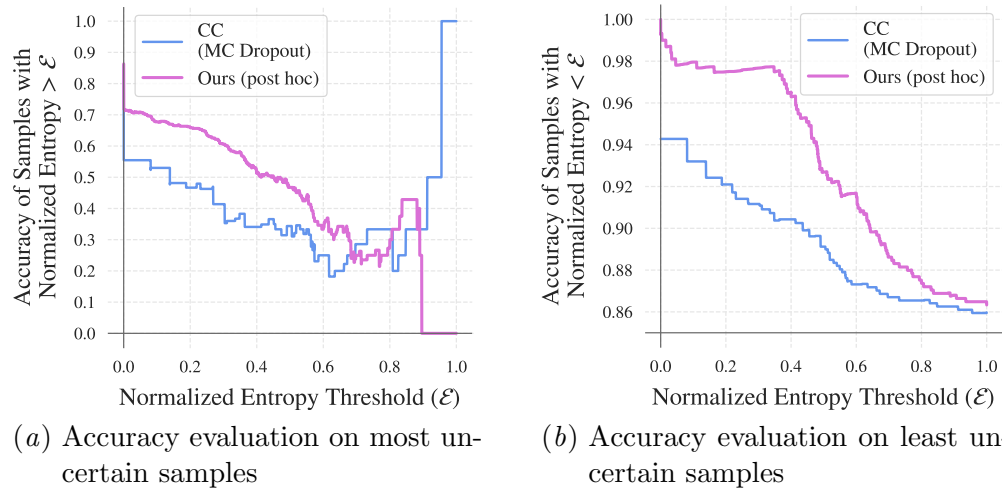 Accuracy of Samples with
Normalized Entropy > ℰ
1.0
0.9
0.8
0.7
0.6
0.5
0.4
0.3
0.2
0.1
0.0
CC
(MC Dropout)
Ours (post hoc)
0.0 0.2 0.4 0.6 0.8 1.0
Normalized Entropy Threshold (ℰ)
(a) Accuracy evaluation on most un-
certain samples
Accuracy of Samples with
Normalized Entropy < ℰ
1.00
0.98
0.96
0.94
0.92
0.90
0.88
0.86
CC
(MC Dropout)
Ours (post hoc)
0.0 0.2 0.4 0.6 0.8 1.0
Normalized Entropy Threshold (ℰ)
(b) Accuracy evaluation on least un
certain samples